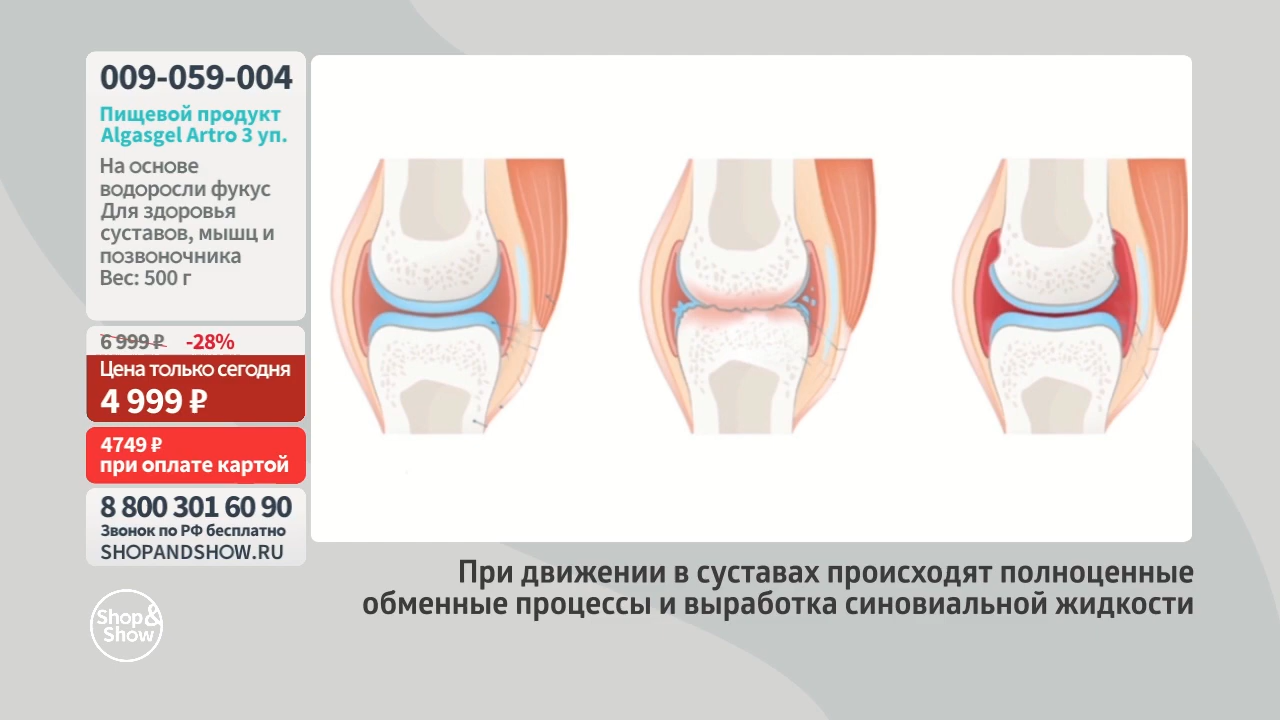 009-059-004
Пищевой продукт
Algasgel Artro 3 уп.
На основе
водоросли фукус
Для здоровья
суставов, мышц и
позвоночника
Вес: 500 г
6 999 ₽ -28%
Цена только сегодня
4 999 ₽
4749 ₽
при оплате картой
8 800 301 60 90
Звонок по РФ бесплатно
SHOPANDSHOW.RU
Shop&
Show
При движении в суставах происходят полноценные
обменные процессы и выработка синовиальной жидкости